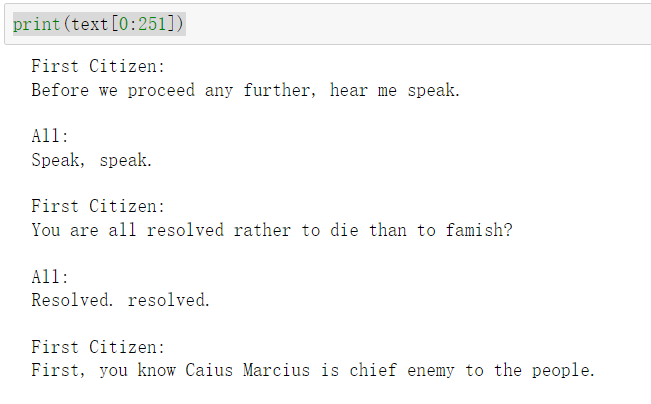 print(text[0:251])
First Citizen:
Before we proceed any further, hear me speak.
All:
Speak, speak.
First Citizen:
You are all resolved rather to die than to famish?
All:
Resolved. resolved.
First Citizen:
First, you know Caius Marcius is chief enemy to the people.